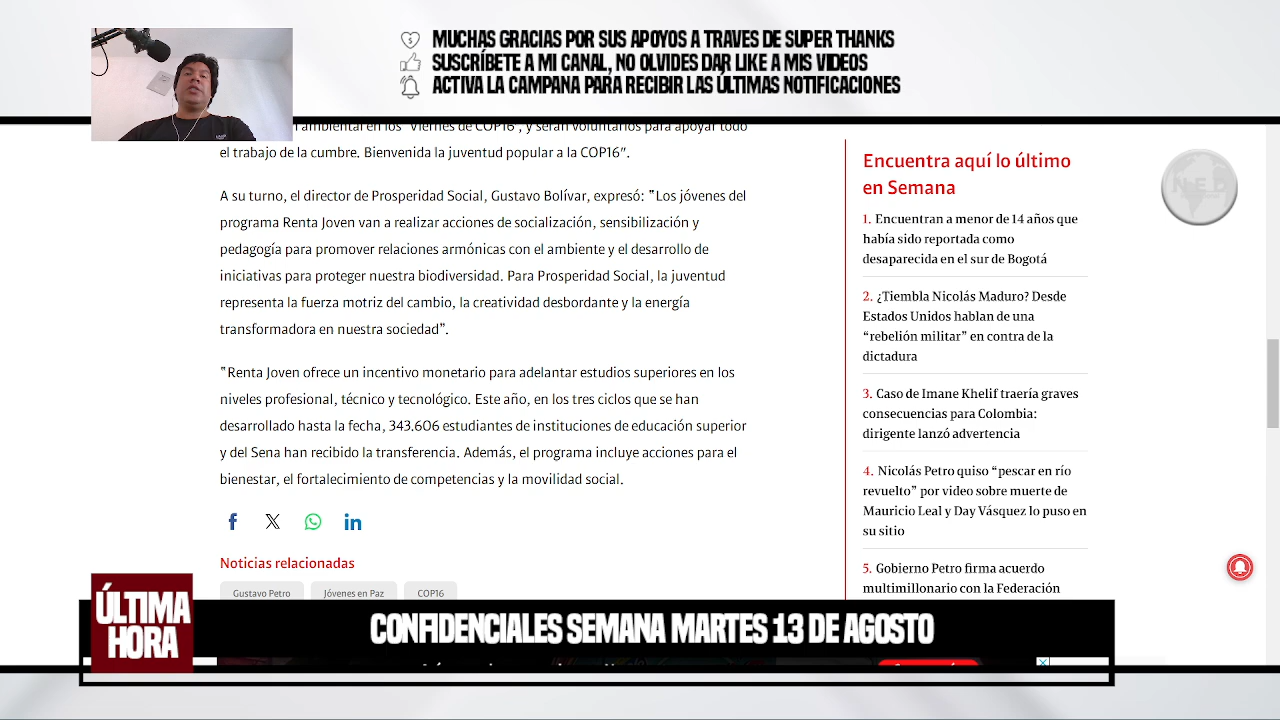 MUCHAS GRACIAS POR SUS APOYOS A TRAVES DE SUPER THANKS
SUSCRÍBETE A MI CANAL, NO OLVIDES DAR LIKE A MIS VIDEOS
ACTIVA LA CAMPANA PARA RECIBIR LAS ÚLTIMAS NOTIFICACIONES
ambiental en los "Viernes de COP16", y serán voluntarios para apoyar todo
el trabajo de la cumbre. Bienvenida la juventud popular a la COP16".
A su turno, el director de Prosperidad Social, Gustavo Bolívar, expresó: "Los jóvenes del
programa Renta Joven van a realizar acciones de socialización, sensibilización y
pedagogía para promover relaciones armónicas con el ambiente y el desarrollo de
iniciativas para proteger nuestra biodiversidad. Para Prosperidad Social, la juventud
representa la fuerza motriz del cambio, la creatividad desbordante y la energía
transformadora en nuestra sociedad".
"Renta Joven ofrece un incentivo monetario para adelantar estudios superiores en los
niveles profesional, técnico y tecnológico. Este año, en los tres ciclos que se han
desarrollado hasta la fecha, 343.606 estudiantes de instituciones de educación superior
y del Sena han recibido la transferencia. Además, el programa incluye acciones para el
bienestar, el fortalecimiento de competencias y la movilidad social.
Noticias relacionadas
Gustavo Petro
Jóvenes en Paz
COP16
Encuentra aquí lo último
en Semana
1. Encuentran a menor de 14 años que
había sido reportada como
desaparecida en el sur de Bogotá
2. ¿Tiembla Nicolás Maduro? Desde
Estados Unidos hablan de una
"rebelión militar" en contra de la
dictadura
3. Caso de Imane Khelif traería graves
consecuencias para Colombia:
dirigente lanzó advertencia
4. Nicolás Petro quiso "pescar en río
revuelto" por video sobre muerte de
Mauricio Leal y Day Vásquez lo puso en
su sitio
5. Gobierno Petro firma acuerdo
multimillonario con la Federación
N.E.D
ÚLTIMA
HORA
CONFIDENCIALES SEMANA MARTES 13 DE AGOSTO